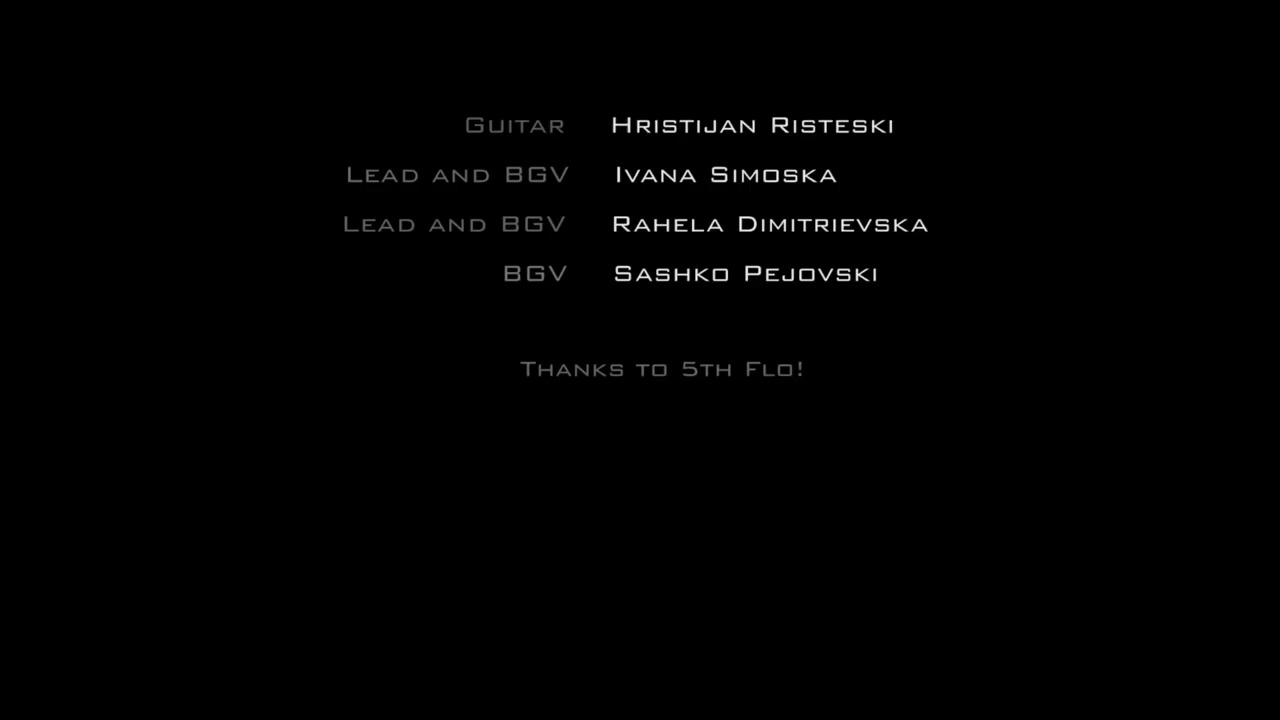 Guitar Hristijan Risteski
Lead and BGV Ivana Simoska
Lead and BGV Rahela Dimitrievska
BGV Sashko Pejovski
Thanks to 5th Flo!